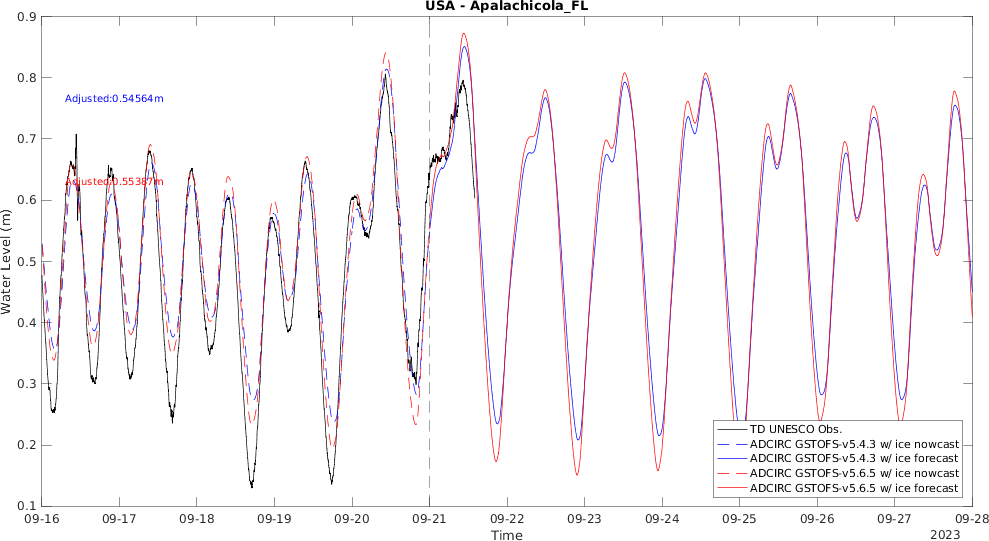 USA - Apalachicola_FL
0.9
0.8
0.7
0.6
0.5
0.4
0.3
0.2
0.1
Water Level (m)
Adjusted:0.54564m
Adjusted:0.55387m
TD UNESCO Obs.
ADCIRC GSTOFS-v5.4.3 w/ ice nowcast
ADCIRC GSTOFS-v5.4.3 w/ ice forecast
ADCIRC GSTOFS-v5.6.5 w/ ice nowcast
ADCIRC GSTOFS-v5.6.5 w/ ice forecast
09-16 09-17 09-18 09-19 09-20 09-21 09-22 09-23 09-24 09-25 09-26 09-27 09-28
Time
2023